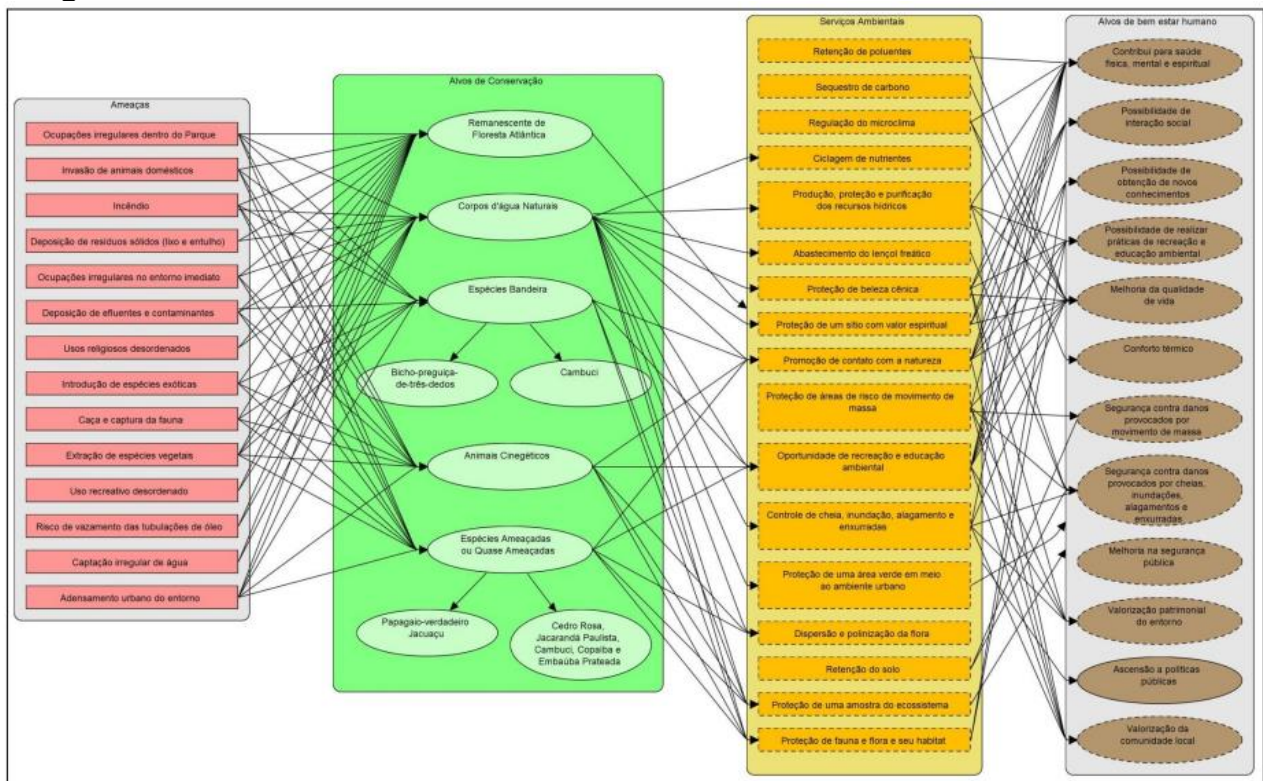 Ameaças
Ocupações irregulares dentro do Parque
Invasão de animais domésticos
Incêndio
Deposição de resíduos sólidos (lixo e entulho)
Ocupações irregulares no entorno imediato
Deposição de efluentes e contaminantes
Usos religiosos desordenados
Introdução de espécies exóticas
Caça e captura da fauna
Extração de espécies vegetais
Uso recreativo desordenado
Risco de vazamento das tubulações de óleo
Captação irregular de água
Adensamento urbano do entorno
Alvos de Conservação
Remanescente de
Floresta Atlântica
Corpos d'água Naturais
Espécies Bandeira
Bicho-preguiça-
de-três-dedos
Cambuci
Animais Cinegéticos
Espécies Ameaçadas
ou Quase Ameaçadas
Papagaio-verdadeiro
Jacuaçu
Cedro Rosa,
Jacarandá Paulista,
Cambuci, Copaíba e
Embaúba Prateada
Serviços Ambientais
Retenção de poluentes
Sequestro de carbono
Regulação do microclima
Ciclagem de nutrientes
Produção, proteção e purificação
dos recursos hídricos
Abastecimento do lençol freático
Proteção de beleza cênica
Proteção de um sítio com valor espiritual
Promoção de contato com a natureza
Proteção de áreas de risco de movimento de
massa
Oportunidade de recreação e educação
ambiental
Controle de cheia, inundação, alagamento e
enxurradas
Proteção de uma área verde em meio
ao ambiente urbano
Dispersão e polinização da flora
Retenção do solo
Proteção de uma amostra do ecossistema
Proteção de fauna e flora e seu habitat
Alvos de bem estar humano
Contribui para saúde
física, mental e espiritual
Possibilidade de
interação social
Possibilidade de
obtenção de novos
conhecimentos
Possibilidade de realizar
práticas de recreação e
educação ambiental
Melhoria da qualidade
de vida
Conforto térmico
Segurança contra danos
provocados por
movimento de massa
Segurança contra danos
provocados por cheias,
inundações,
alagamentos e
enxurradas
Melhoria na segurança
pública
Valorização patrimonial
do entorno
Ascensão a políticas
públicas
Valorização da
comunidade local